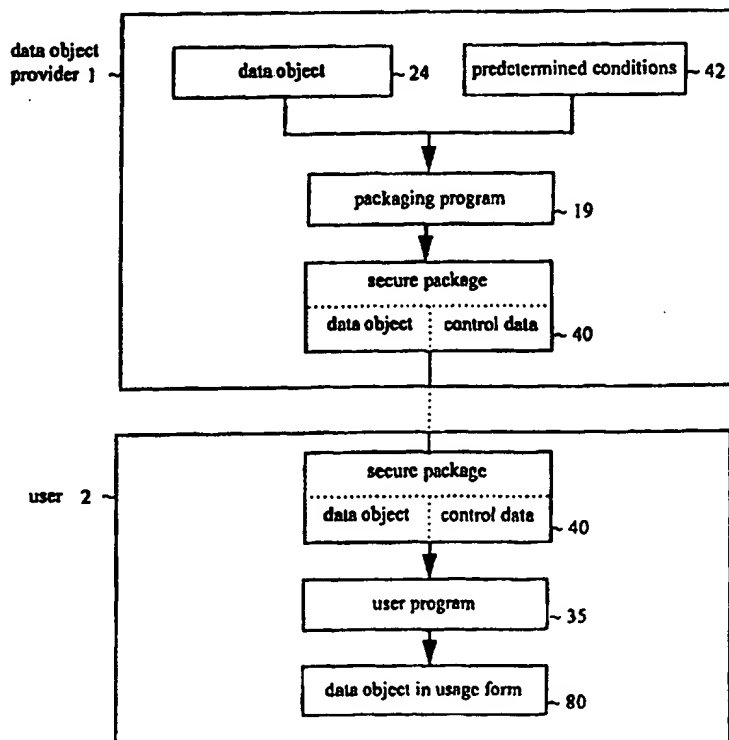 data object
provider 1
data object
~ 24
predetermined conditions
~ 42
packaging program
~ 19
secure package
data object
control data
~ 40
user 2
secure package
data object
control data
~ 40
user program
~ 35
data object in usage form
~ 80